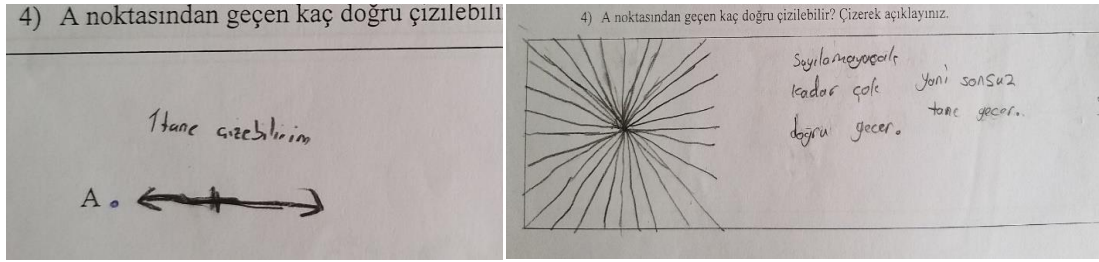 4) A noktasından geçen kaç doğru çizilebili
1 tane çizebilirim
A
4) A noktasından geçen kaç doğru çizilebilir? Çizerek açıklayınız.
Sayılamayacak
kadar çok
doğru geçer.
Yani sonsuz
tane geçer.